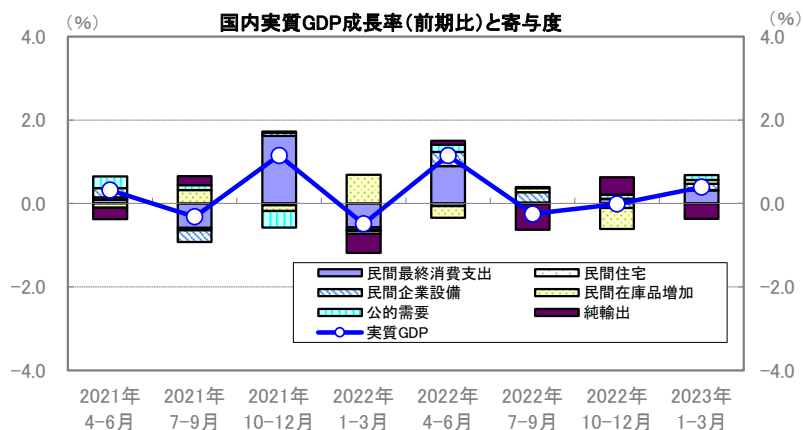 国内実質GDP成長率(前期比)と寄与度
(%) (%)
4.0 4.0
2.0 2.0
0.0 0.0
−2.0 −2.0
−4.0 −4.0
民間最終消費支出 民間住宅
民間企業設備 民間在庫品増加
公的需要 純輸出
実質GDP
2021年 2021年 2021年 2022年 2022年 2022年 2022年 2023年
4−6月 7−9月 10−12月 1−3月 4−6月 7−9月 10−12月 1−3月